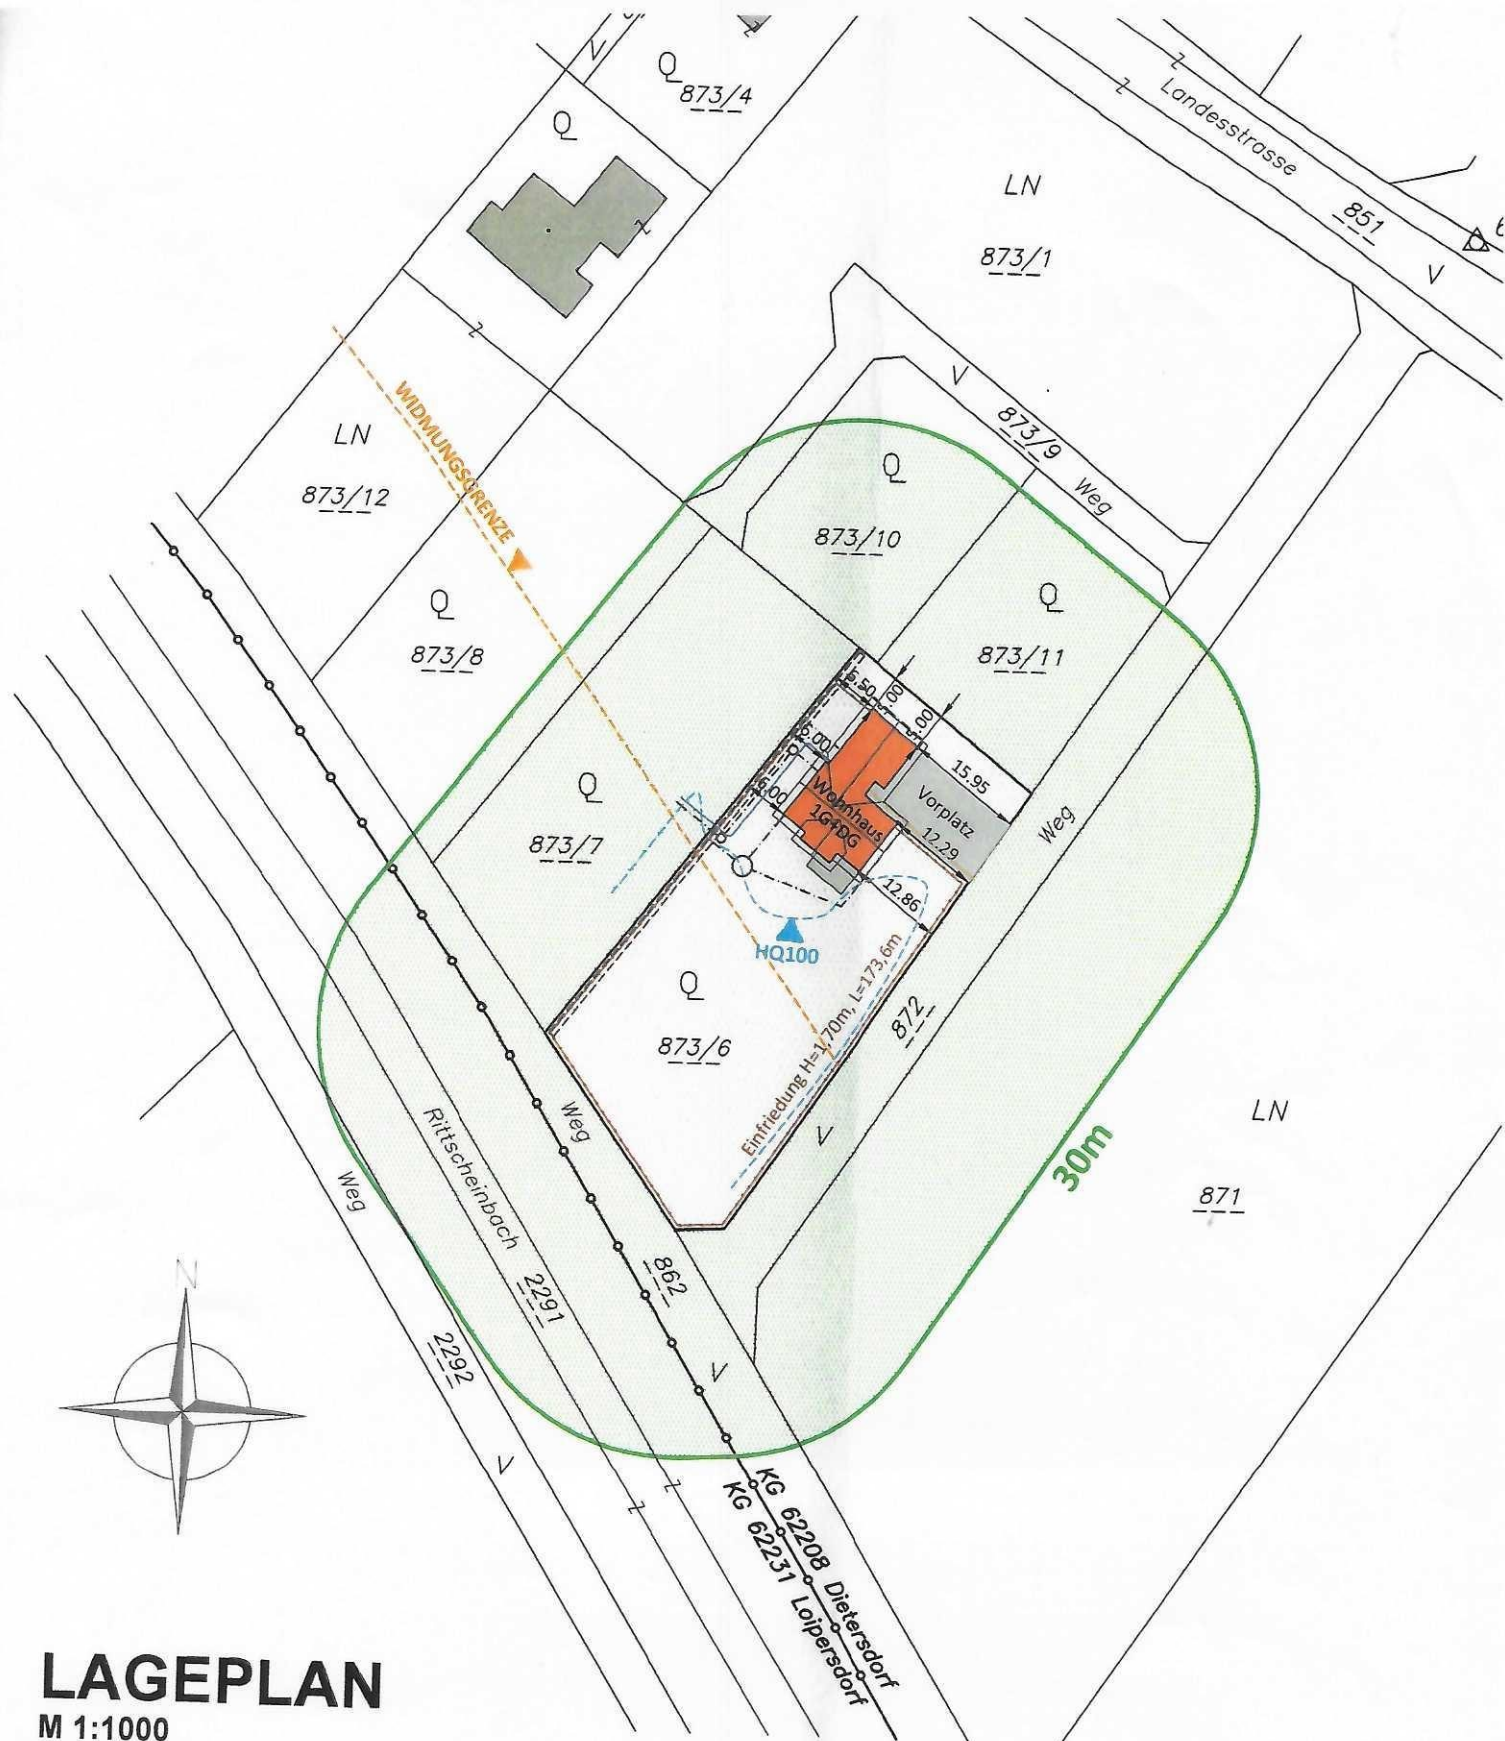 873/4
Q
Q
LN
873/1
Landesstrasse
851
V
V
873/9
Weg
WIDMUNGSGRENZE
LN
873/12
Q
873/8
Q
873/10
Q
873/11
5.50
.00
.00
6.00
6.00
15.95
Wohnhaus
1G+DG
Vorplatz
12.29
12.86
Weg
Q
873/7
HQ100
Q
873/6
Einfriedung H=1,70m, L=173,6m
872
V
30m
LN
871
Weg
Rittscheinbach
2291
862
V
Weg
2292
V
N
KG 62208 Dietersdorf
KG 62231 Loipersdorf
LAGEPLAN
M 1:1000